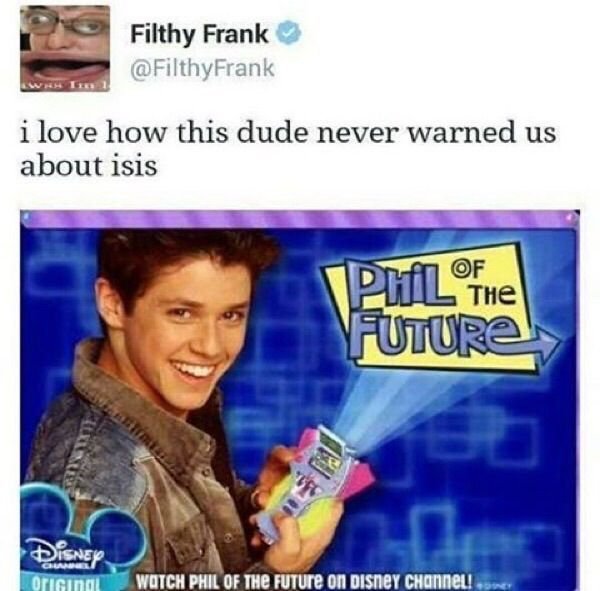 Filthy Frank
@FilthyFrank
i love how this dude never warned us
about isis
PHiL OF THE
FUTURe
DiSNEY
CHANNEL
ORIGINAL
WATCH PHIL OF THE FUTURE on DISNEY CHannel!